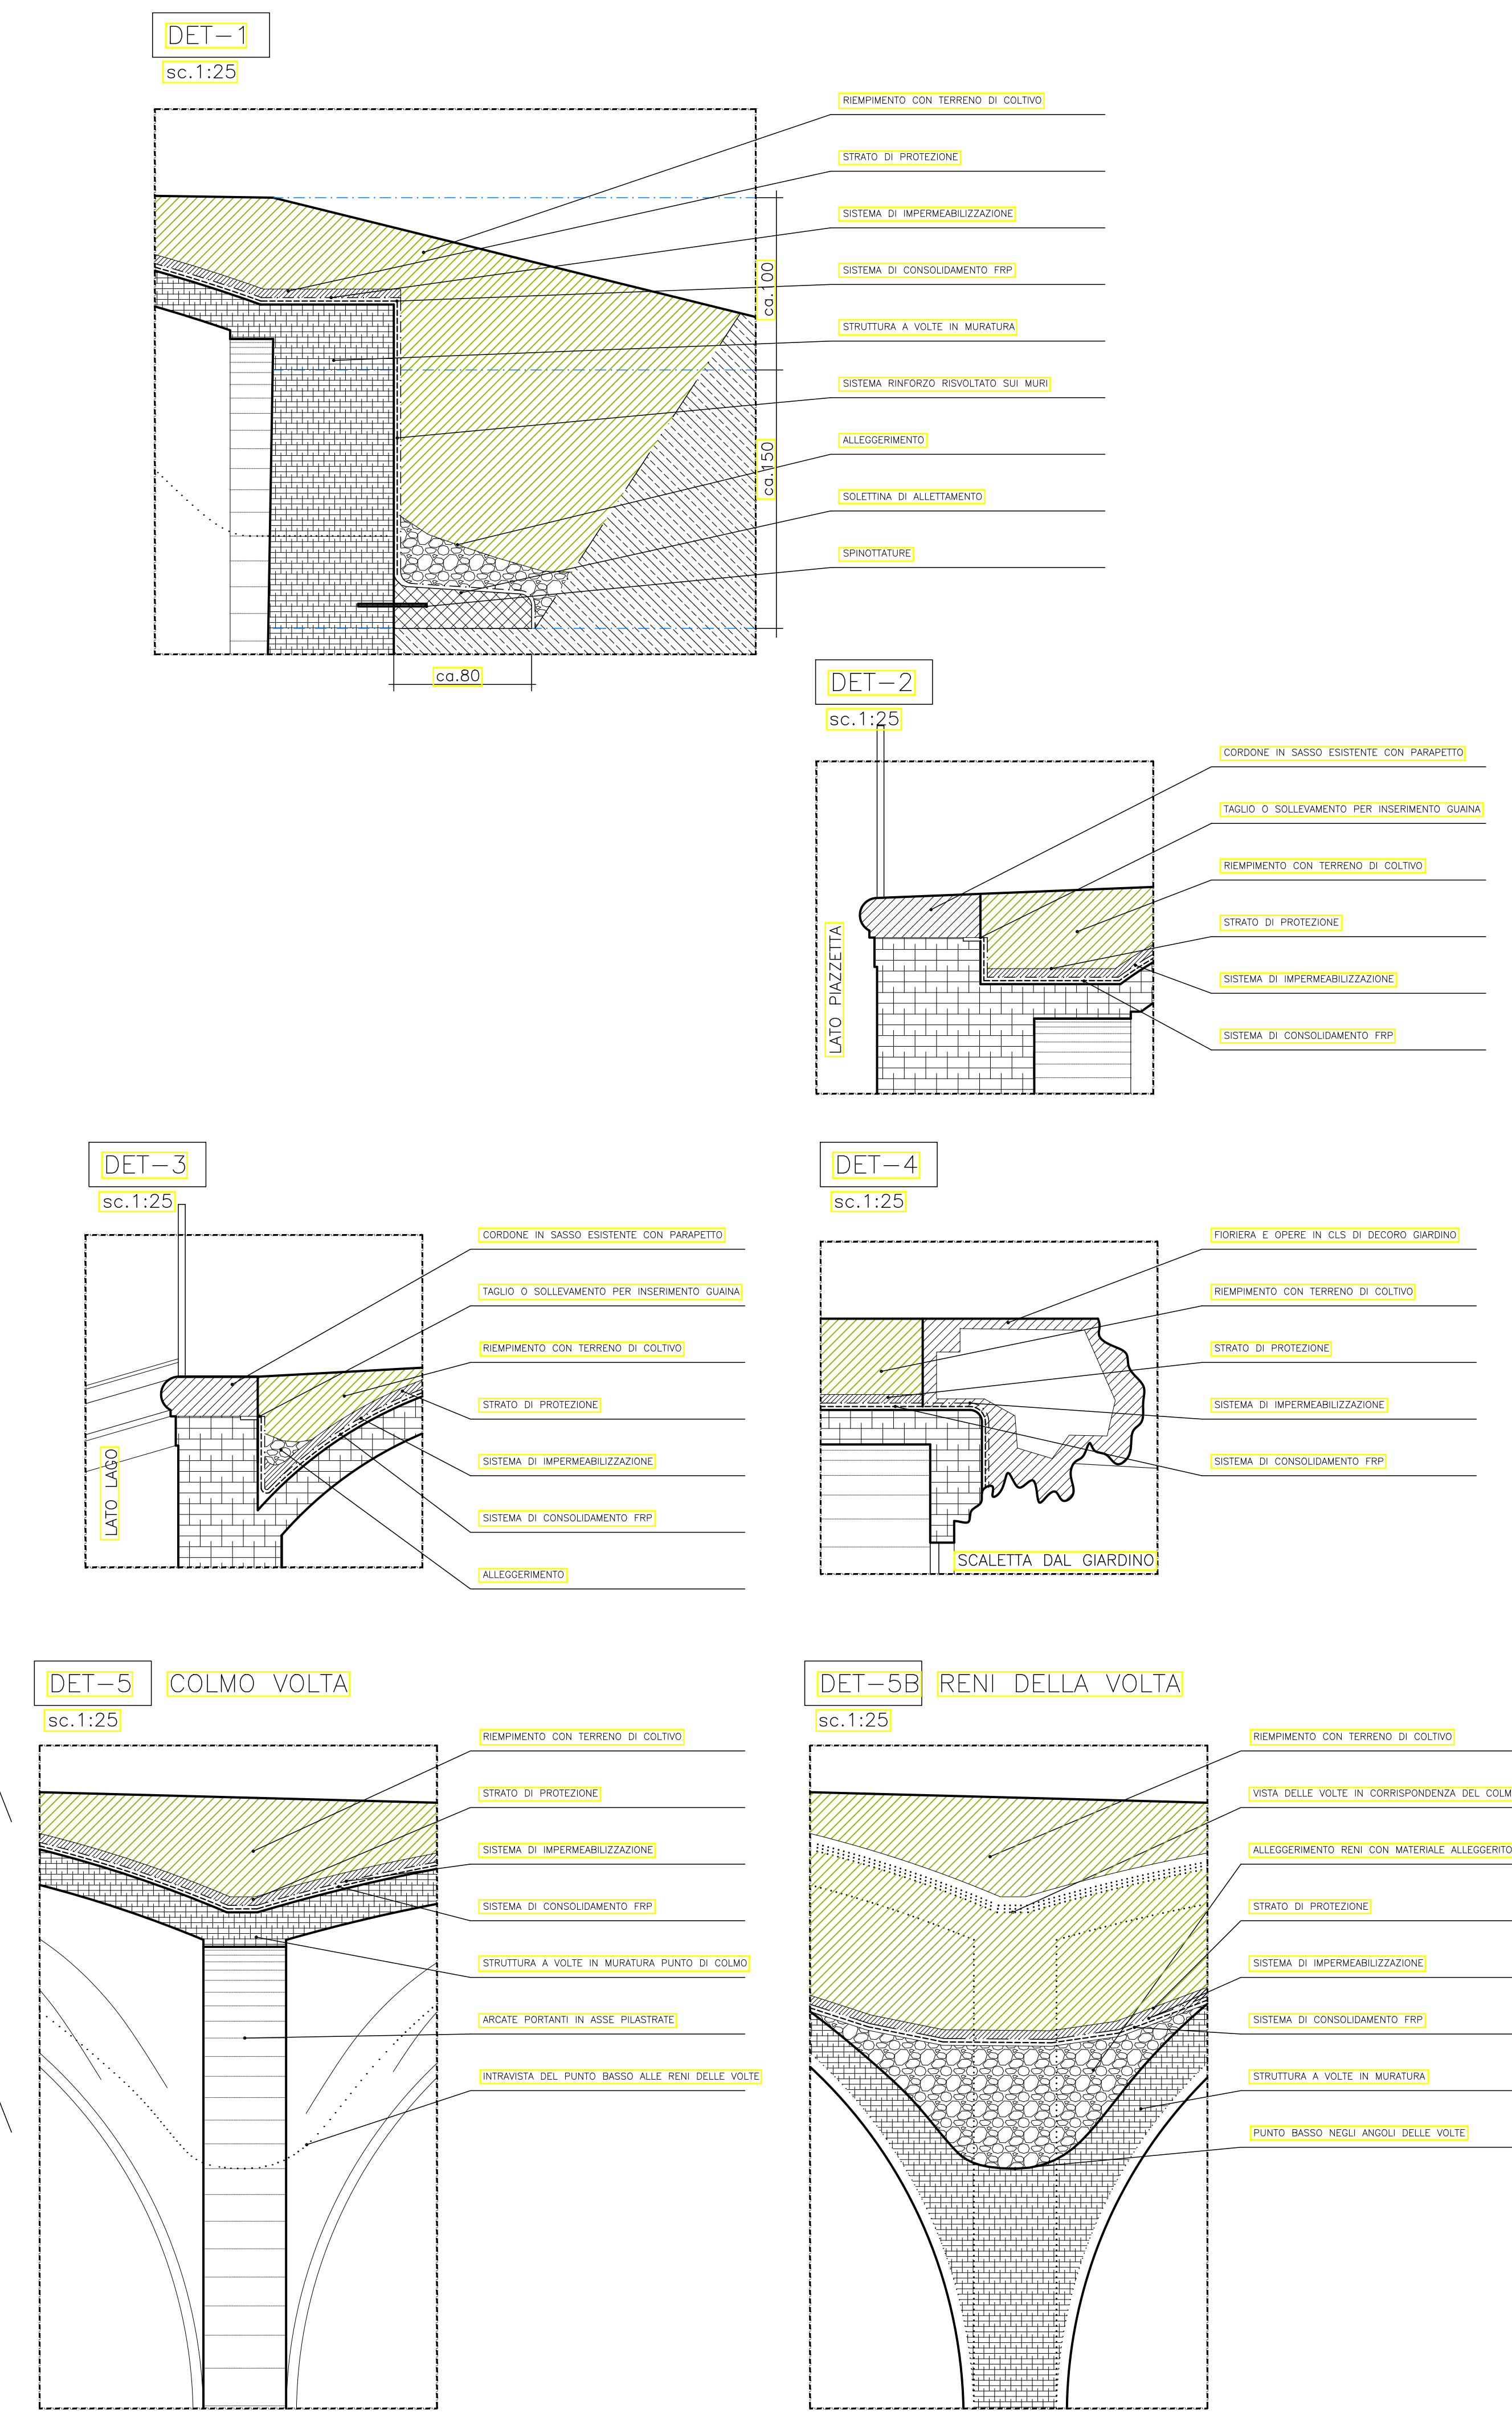 DET-1
sc.1:25
RIEMPIMENTO CON TERRENO DI COLTIVO
STRATO DI PROTEZIONE
SISTEMA DI IMPERMEABILIZZAZIONE
SISTEMA DI CONSOLIDAMENTO FRP
STRUTTURA A VOLTE IN MURATURA
SISTEMA RINFORZO RISVOLTATO SUI MURI
ALLEGGERIMENTO
SOLETTINA DI ALLETTAMENTO
SPINOTTATURE
ca.100
ca.150
ca.80
DET-2
sc.1:25
CORDONE IN SASSO ESISTENTE CON PARAPETTO
TAGLIO O SOLLEVAMENTO PER INSERIMENTO GUAINA
RIEMPIMENTO CON TERRENO DI COLTIVO
STRATO DI PROTEZIONE
SISTEMA DI IMPERMEABILIZZAZIONE
SISTEMA DI CONSOLIDAMENTO FRP
LATO PIAZZETTA
DET-3
sc.1:25
CORDONE IN SASSO ESISTENTE CON PARAPETTO
TAGLIO O SOLLEVAMENTO PER INSERIMENTO GUAINA
RIEMPIMENTO CON TERRENO DI COLTIVO
STRATO DI PROTEZIONE
SISTEMA DI IMPERMEABILIZZAZIONE
SISTEMA DI CONSOLIDAMENTO FRP
ALLEGGERIMENTO
LATO LAGO
DET-4
sc.1:25
FIORIERA E OPERE IN CLS DI DECORO GIARDINO
RIEMPIMENTO CON TERRENO DI COLTIVO
STRATO DI PROTEZIONE
SISTEMA DI IMPERMEABILIZZAZIONE
SISTEMA DI CONSOLIDAMENTO FRP
SCALETTA DAL GIARDINO
DET-5 COLMO VOLTA
sc.1:25
RIEMPIMENTO CON TERRENO DI COLTIVO
STRATO DI PROTEZIONE
SISTEMA DI IMPERMEABILIZZAZIONE
SISTEMA DI CONSOLIDAMENTO FRP
STRUTTURA A VOLTE IN MURATURA PUNTO DI COLMO
ARCATE PORTANTI IN ASSE PILASTRATE
INTRAVISTA DEL PUNTO BASSO ALLE RENI DELLE VOLTE
DET-5B RENI DELLA VOLTA
sc.1:25
RIEMPIMENTO CON TERRENO DI COLTIVO
VISTA DELLE VOLTE IN CORRISPONDENZA DEL COLM
ALLEGGERIMENTO RENI CON MATERIALE ALLEGGERITO
STRATO DI PROTEZIONE
SISTEMA DI IMPERMEABILIZZAZIONE
SISTEMA DI CONSOLIDAMENTO FRP
STRUTTURA A VOLTE IN MURATURA
PUNTO BASSO NEGLI ANGOLI DELLE VOLTE